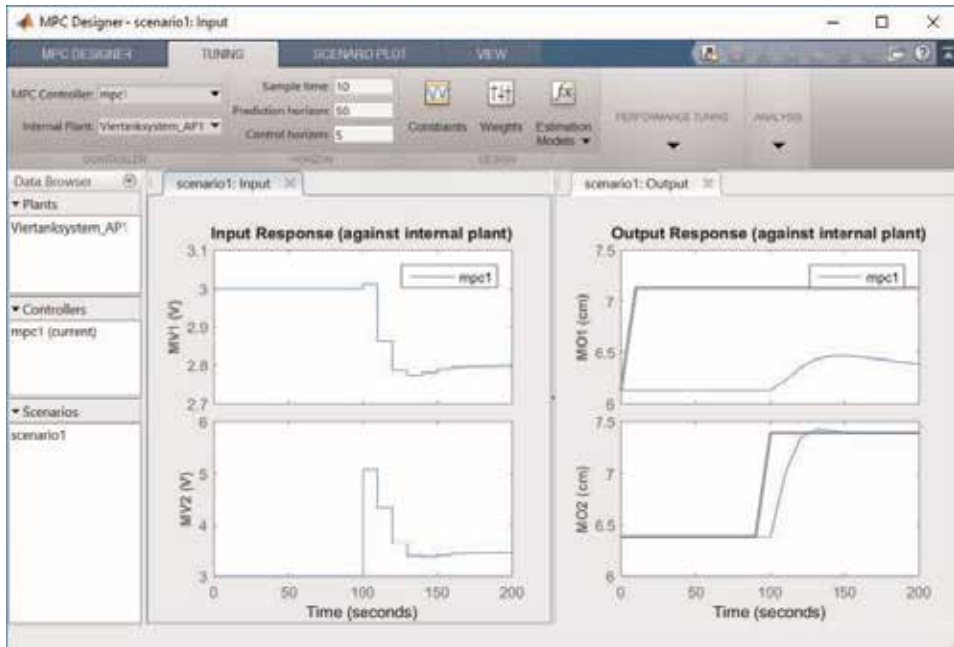 MPC Designer - scenario1: Input
MPC DESIGNER
TUNING
SCENARIO PLOT
VIEW
MPC Controller: mpc1
Internal Plant: Viertanksystem_AP1
CONTROLLER
Sample time: 10
Prediction horizon: 50
Control horizon: 5
HORIZON
Constraints
Weights
Estimation Models
DESIGN
PERFORMANCE TUNING
ANALYSIS
Data Browser
Plants
Viertanksystem_AP1
Controllers
mpc1 (current)
Scenarios
scenario1
scenario1: Input
Input Response (against internal plant)
mpc1
MV1 (V)
3.1
3
2.9
2.8
2.7
MV2 (V)
6
5
4
3
0
50
100
150
200
Time (seconds)
scenario1: Output
Output Response (against internal plant)
mpc1
MO1 (cm)
7.5
7
6.5
6
MO2 (cm)
7.5
7
6.5
6
0
50
100
150
200
Time (seconds)